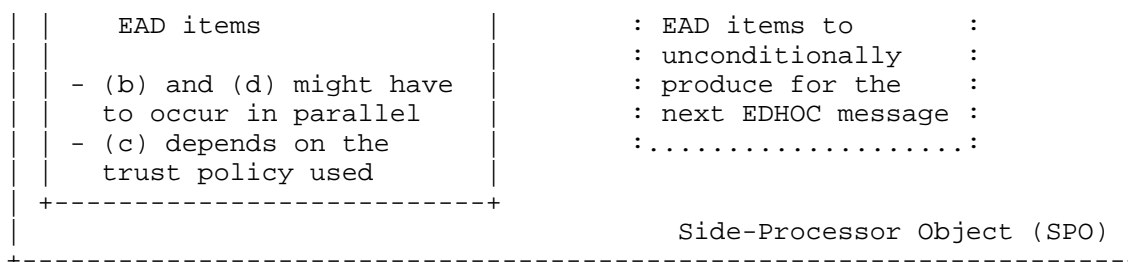 | |    EAD items            |       : EAD items to      :
| |                         |       : unconditionally   :
| | - (b) and (d) might have |       : produce for the   :
| |   to occur in parallel  |       : next EDHOC message :
| | - (c) depends on the    |       :....................:
| |   trust policy used     |
| +----------------------------+
|                                  Side-Processor Object (SPO)
+--------------------------------------------------------------------